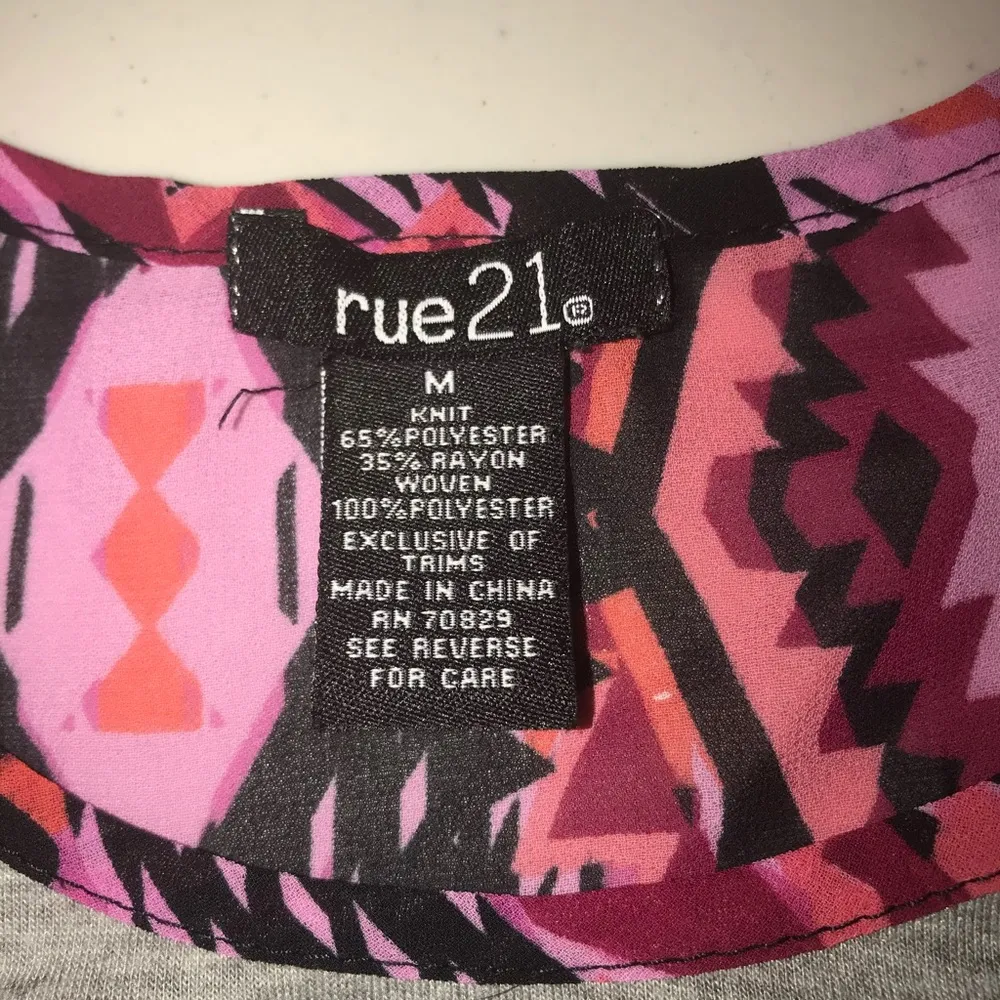 rue21®
M
KNIT
65%POLYESTER
35% RAYON
WOVEN
100%POLYESTER
EXCLUSIVE OF
TRIMS
MADE IN CHINA
RN 70829
SEE REVERSE
FOR CARE